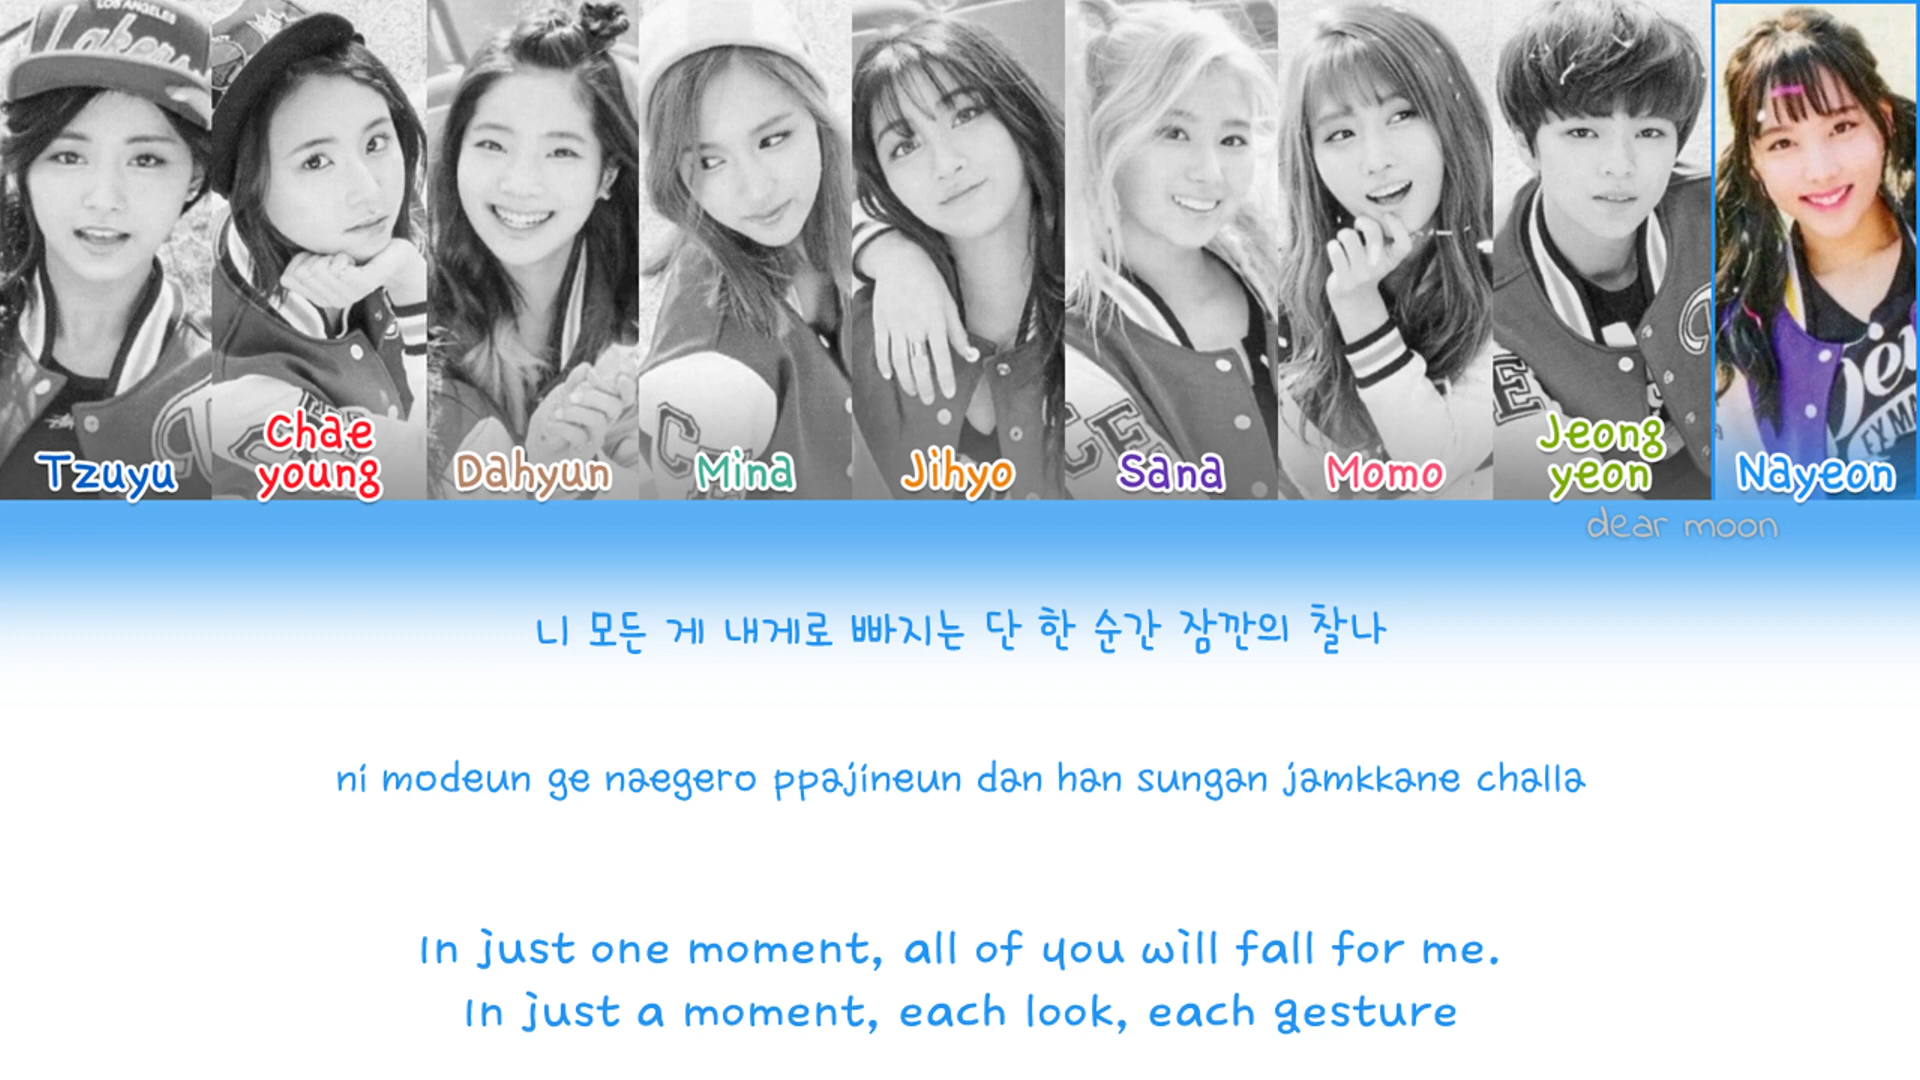 LOS ANGELES
Lakers
Tzuyu
Chae
young
Dahyun
Mina
Jihyo
Sana
Momo
Jeong
yeon
Nayeon
dear moon
니 모든 게 내게로 빠지는 단 한 순간 잠깐의 찰나
ni modeun ge naegero ppajineun dan han sungan jamkkane challa
In just one moment, all of you will fall for me.
In just a moment, each look, each gesture